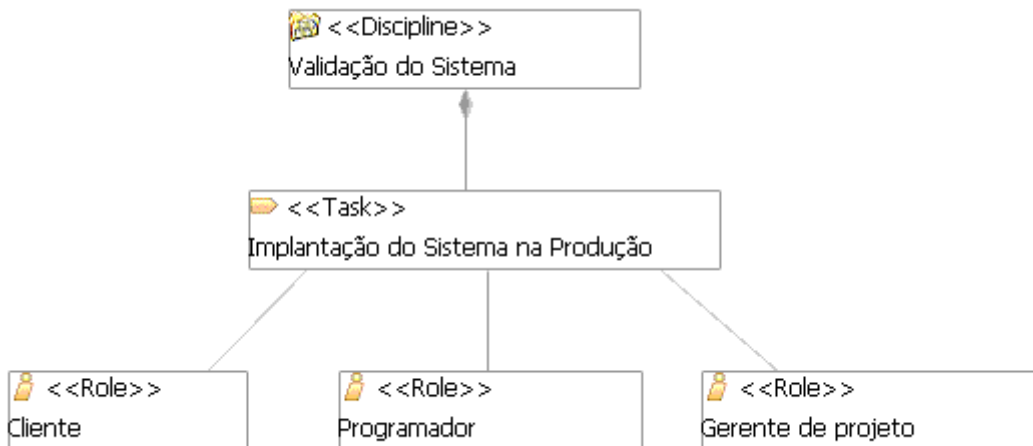 <<Discipline>>
Validação do Sistema
<<Task>>
Implantação do Sistema na Produção
<<Role>>
Cliente
<<Role>>
Programador
<<Role>>
Gerente de projeto